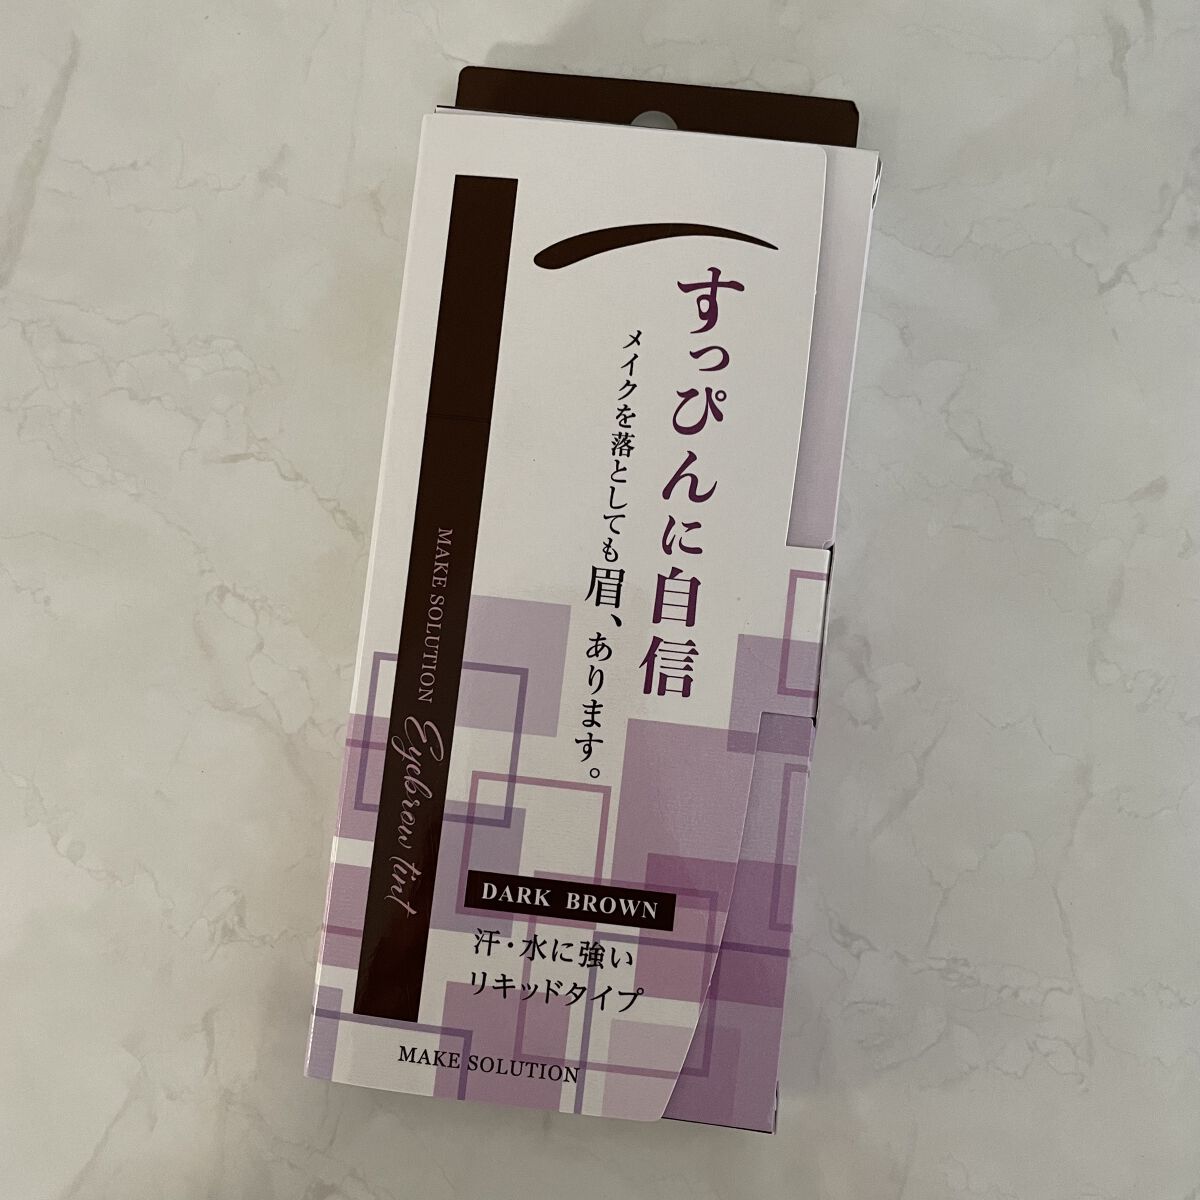 すっぴんに自信
メイクを落としても眉、あります。
MAKE SOLUTION Eyebrow tint
DARK BROWN
汗・水に強い
リキッドタイプ
MAKE SOLUTION